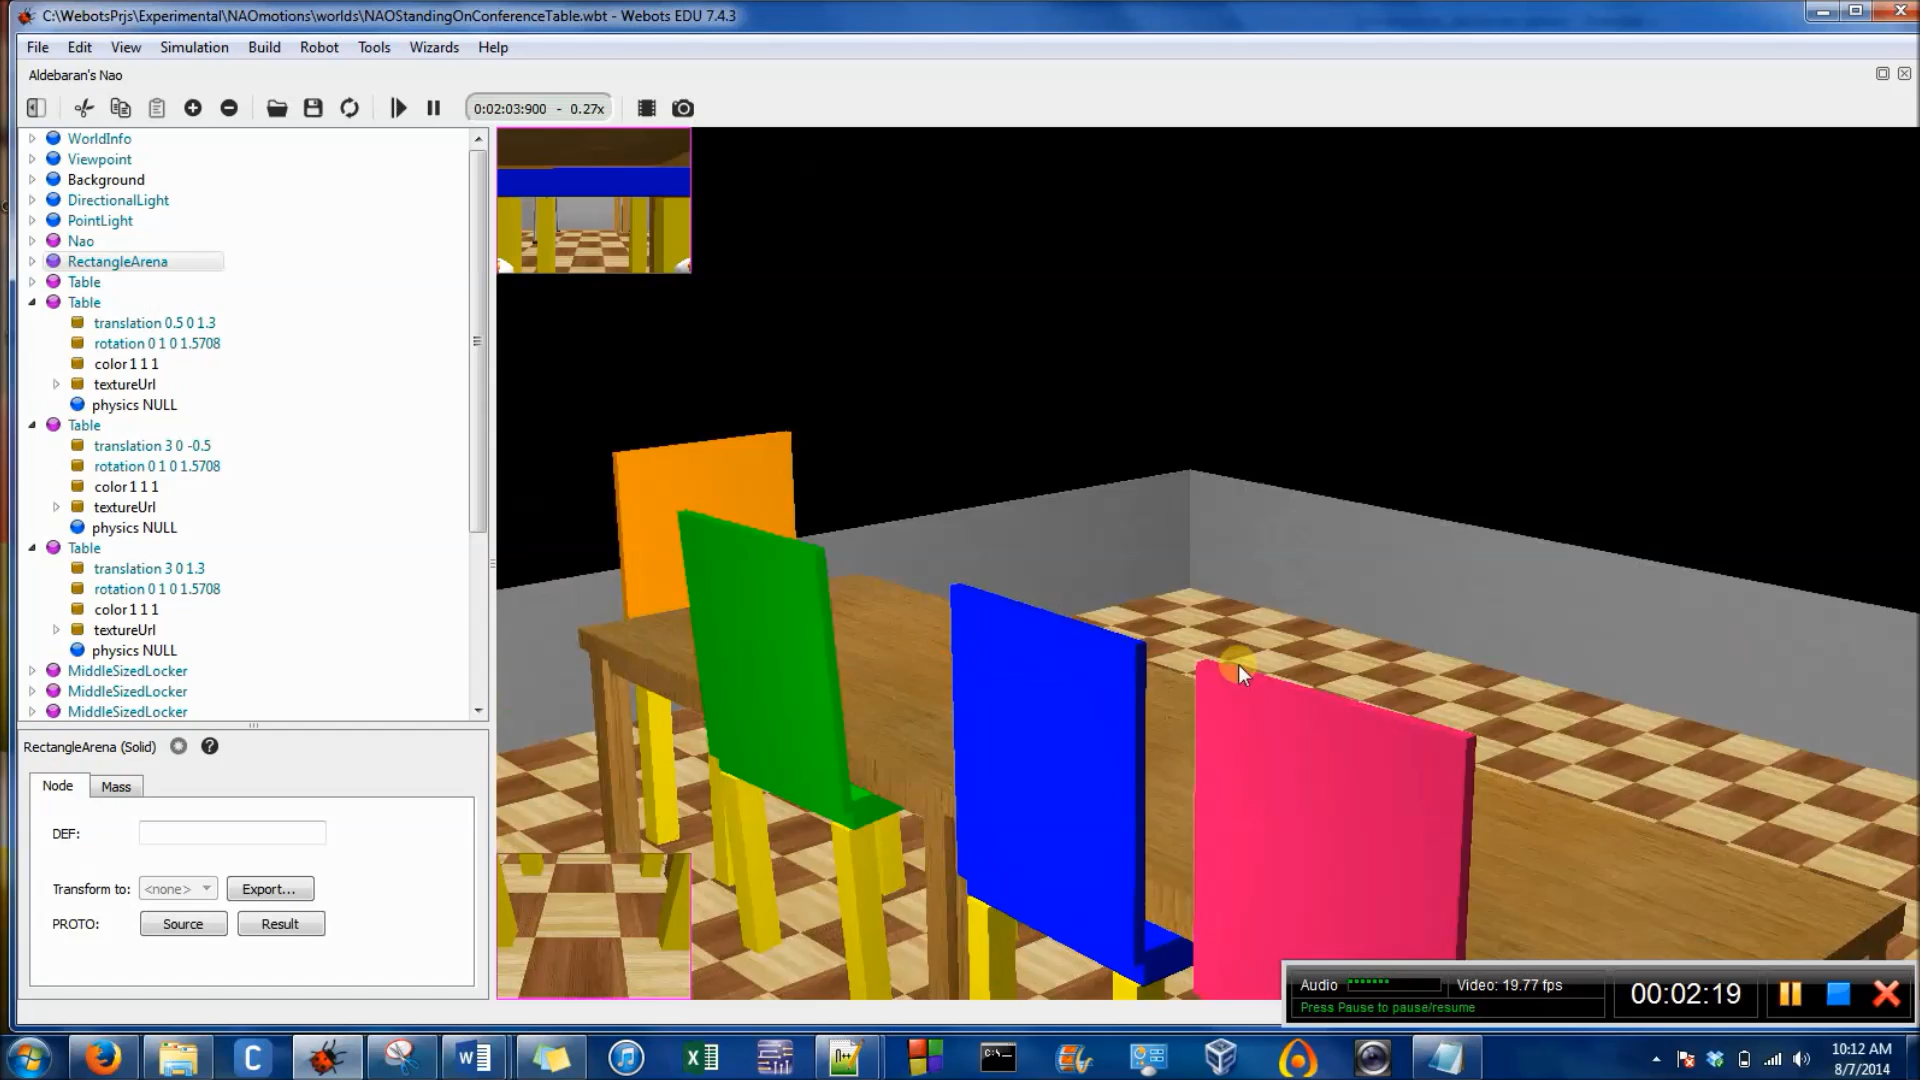 C:\WebotsPrjs\Experimental\NAOmotions\worlds\NAOStandingOnConferenceTable.wbt - Webots EDU 7.4.3
File Edit View Simulation Build Robot Tools Wizards Help
Aldebaran's Nao
0:02:03:900 - 0.27x
WorldInfo
Viewpoint
Background
DirectionalLight
PointLight
Nao
RectangleArena
Table
Table
translation 0.5 0 1.3
rotation 0 1 0 1.5708
color 1 1 1
textureUrl
physics NULL
Table
translation 3 0 -0.5
rotation 0 1 0 1.5708
color 1 1 1
textureUrl
physics NULL
Table
translation 3 0 1.3
rotation 0 1 0 1.5708
color 1 1 1
textureUrl
physics NULL
MiddleSizedLocker
MiddleSizedLocker
MiddleSizedLocker
RectangleArena (Solid)
Node Mass
DEF:
Transform to: <none> Export...
PROTO: Source Result
Audio Video: 19.77 fps
Press Pause to pause/resume
00:02:19
10:12 AM
8/7/2014